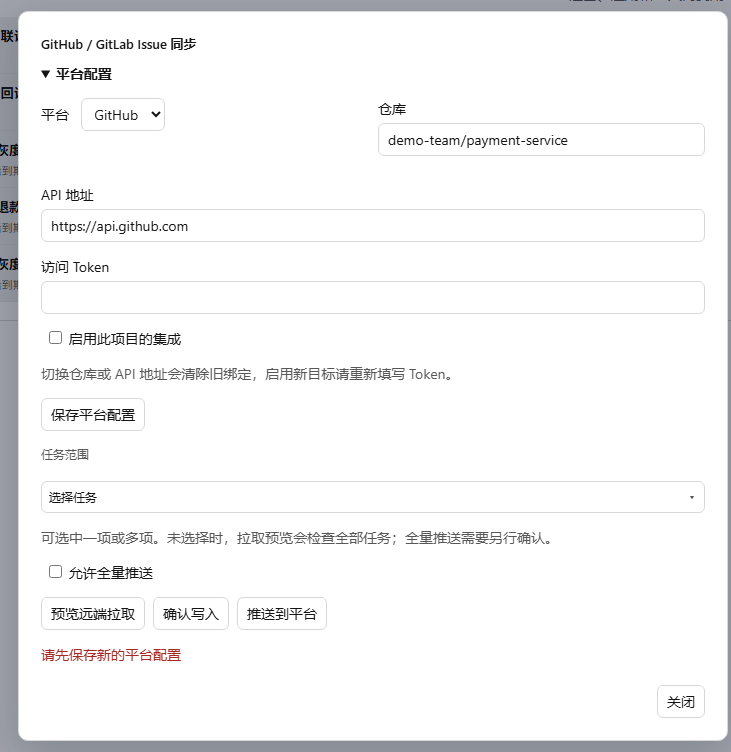 GitHub / GitLab Issue 同步
▼ 平台配置
平台 GitHub
仓库
demo-team/payment-service
API 地址
https://api.github.com
访问 Token
启用此项目的集成
切换仓库或 API 地址会清除旧绑定，启用新目标请重新填写 Token。
保存平台配置
任务范围
选择任务
可选中一项或多项。未选择时，拉取预览会检查全部任务；全量推送需要另行确认。
允许全量推送
预览远端拉取 确认写入 推送到平台
请先保存新的平台配置
关闭